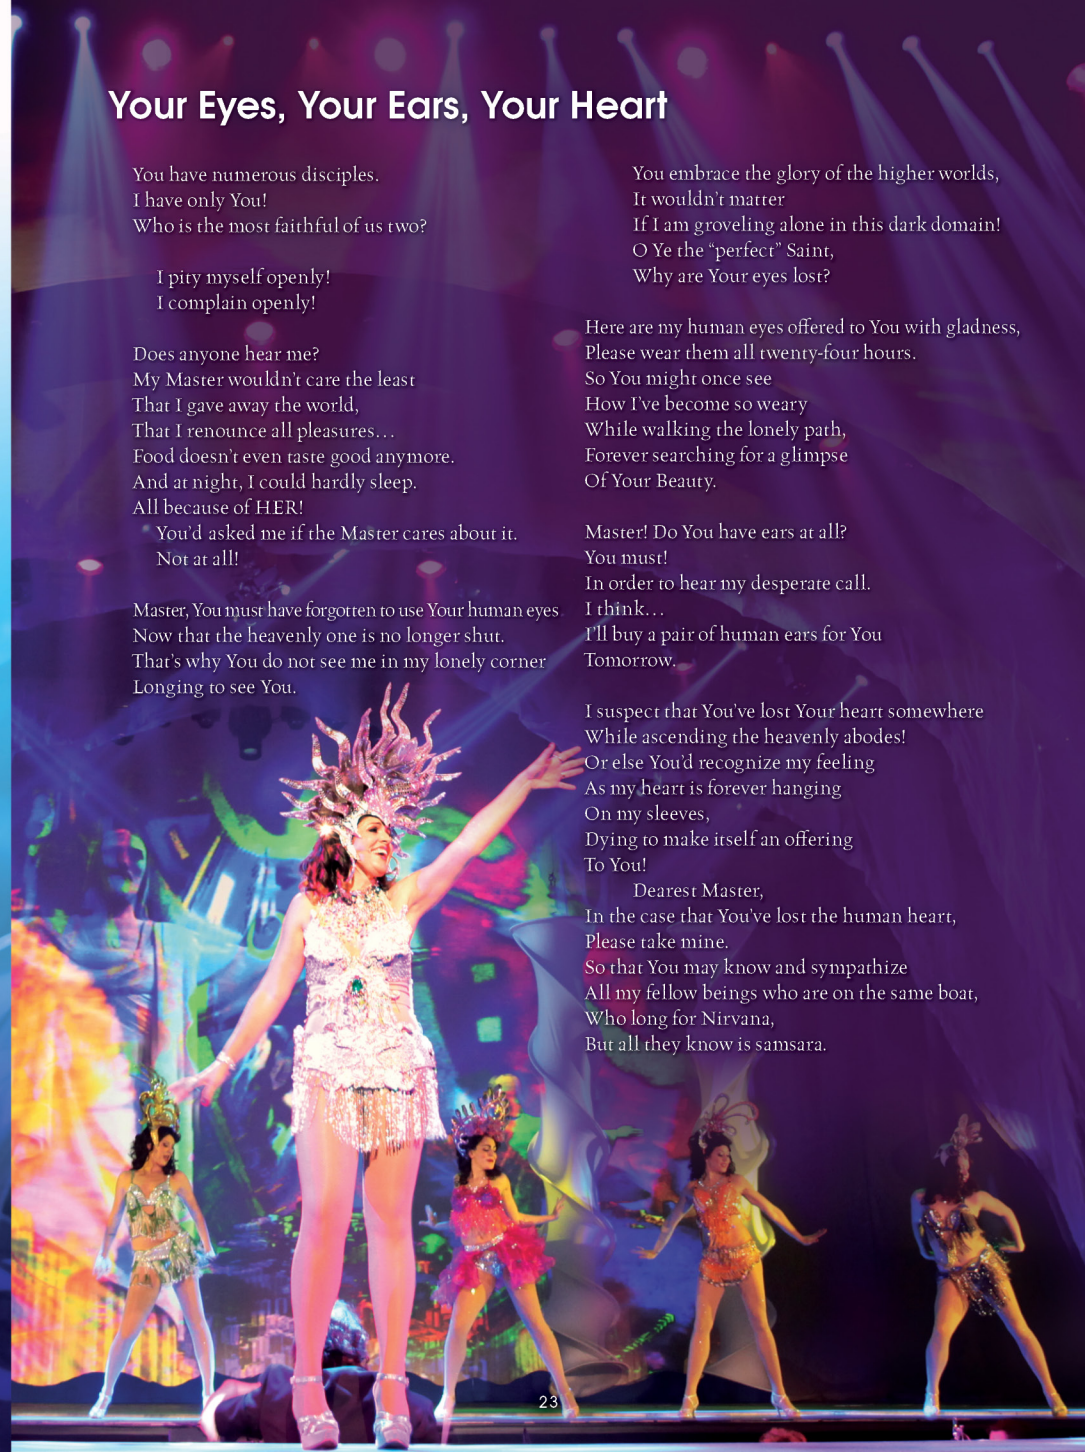 Your Eyes, Your Ears, Your Heart
You have numerous disciples.
I have only You!
Who is the most faithful of us two?
I pity myself openly!
I complain openly!
Does anyone hear me?
My Master wouldn't care the least
That I gave away the world,
That I renounce all pleasures…
Food doesn't even taste good anymore.
And at night, I could hardly sleep.
All because of HER!
You'd asked me if the Master cares about it.
Not at all!
Master, You must have forgotten to use Your human eyes
Now that the heavenly one is no longer shut.
That's why You do not see me in my lonely corner
Longing to see You.
You embrace the glory of the higher worlds,
It wouldn't matter
If I am groveling alone in this dark domain!
O Ye the “perfect” Saint,
Why are Your eyes lost?
Here are my human eyes offered to You with gladness,
Please wear them all twenty-four hours.
So You might once see
How I've become so weary
While walking the lonely path,
Forever searching for a glimpse
Of Your Beauty.
Master! Do You have ears at all?
You must!
In order to hear my desperate call.
I think…
I'll buy a pair of human ears for You
Tomorrow.
I suspect that You've lost Your heart somewhere
While ascending the heavenly abodes!
Or else You'd recognize my feeling
As my heart is forever hanging
On my sleeves,
Dying to make itself an offering
To You!
Dearest Master,
In the case that You've lost the human heart,
Please take mine.
So that You may know and sympathize
All my fellow beings who are on the same boat,
Who long for Nirvana,
But all they know is samsara.
23